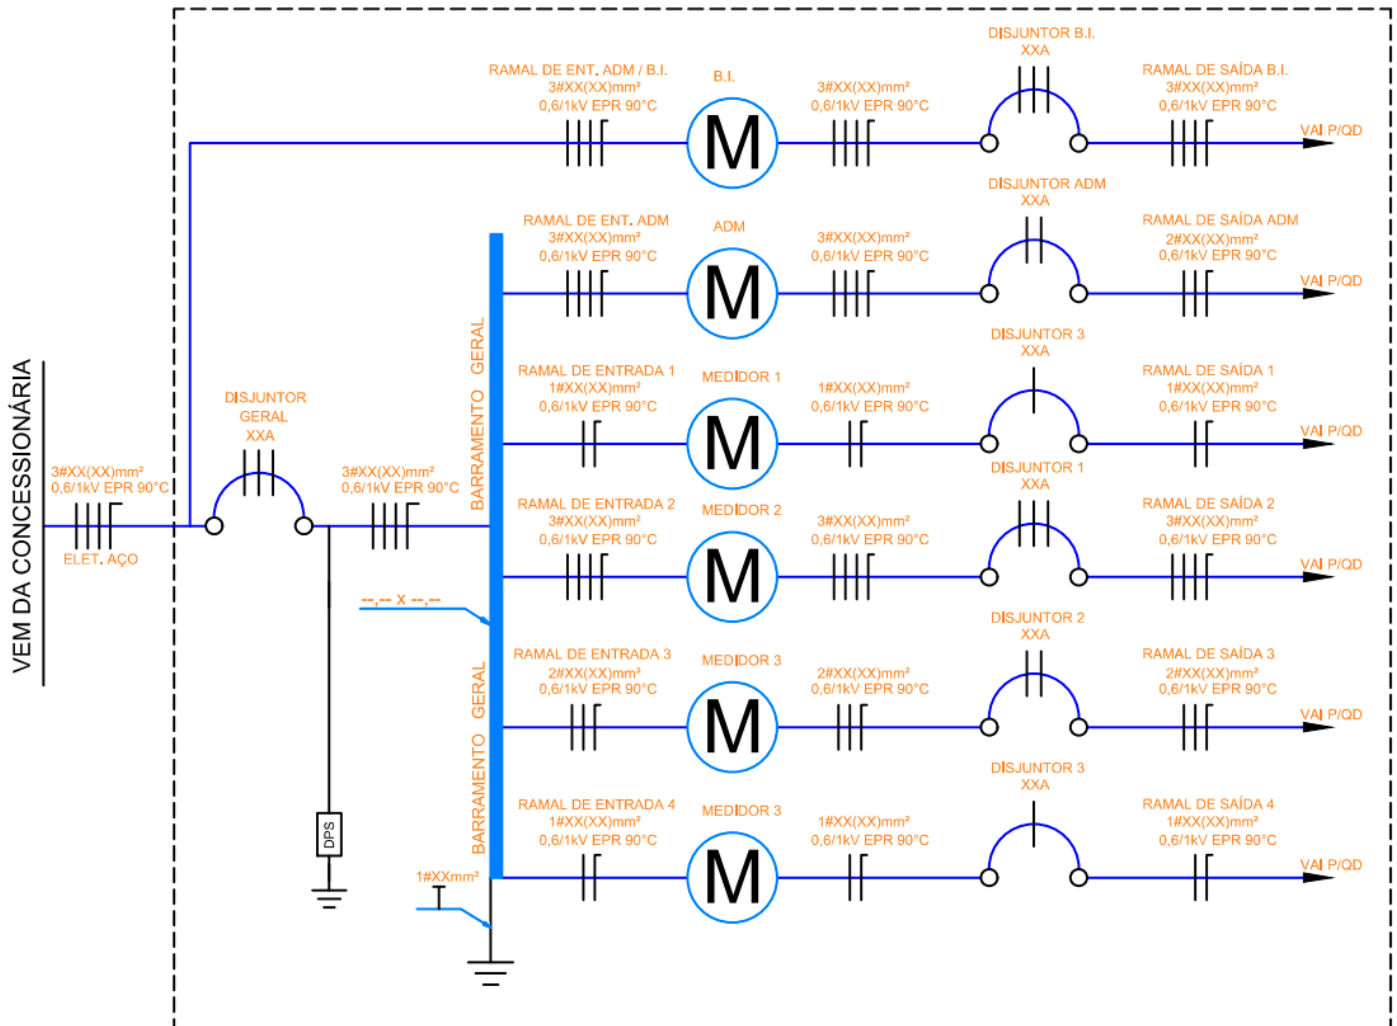 DISJUNTOR B.I.
XXA
RAMAL DE ENT. ADM / B.I.
3#XX(XX)mm²
0,6/1kV EPR 90°C
B.I.
M
3#XX(XX)mm²
0,6/1kV EPR 90°C
RAMAL DE SAÍDA B.I.
3#XX(XX)mm²
0,6/1kV EPR 90°C
VAI P/QD
DISJUNTOR ADM
XXA
RAMAL DE ENT. ADM
3#XX(XX)mm²
0,6/1kV EPR 90°C
ADM
M
3#XX(XX)mm²
0,6/1kV EPR 90°C
RAMAL DE SAÍDA ADM
2#XX(XX)mm²
0,6/1kV EPR 90°C
VAI P/QD
DISJUNTOR 3
XXA
RAMAL DE ENTRADA 1
1#XX(XX)mm²
0,6/1kV EPR 90°C
MEDIDOR 1
M
1#XX(XX)mm²
0,6/1kV EPR 90°C
RAMAL DE SAÍDA 1
1#XX(XX)mm²
0,6/1kV EPR 90°C
VAI P/QD
VEM DA CONCESSIONÁRIA
3#XX(XX)mm²
0,6/1kV EPR 90°C
ELET. AÇO
DISJUNTOR
GERAL
XXA
3#XX(XX)mm²
0,6/1kV EPR 90°C
BARRAMENTO GERAL
DISJUNTOR 1
XXA
RAMAL DE ENTRADA 2
3#XX(XX)mm²
0,6/1kV EPR 90°C
MEDIDOR 2
M
3#XX(XX)mm²
0,6/1kV EPR 90°C
RAMAL DE SAÍDA 2
3#XX(XX)mm²
0,6/1kV EPR 90°C
VAI P/QD
--,-- X --,--
DISJUNTOR 2
XXA
RAMAL DE ENTRADA 3
2#XX(XX)mm²
0,6/1kV EPR 90°C
MEDIDOR 3
M
2#XX(XX)mm²
0,6/1kV EPR 90°C
RAMAL DE SAÍDA 3
2#XX(XX)mm²
0,6/1kV EPR 90°C
VAI P/QD
BARRAMENTO GERAL
DPS
DISJUNTOR 3
XXA
RAMAL DE ENTRADA 4
1#XX(XX)mm²
0,6/1kV EPR 90°C
MEDIDOR 3
M
1#XX(XX)mm²
0,6/1kV EPR 90°C
RAMAL DE SAÍDA 4
1#XX(XX)mm²
0,6/1kV EPR 90°C
VAI P/QD
1#XXmm²